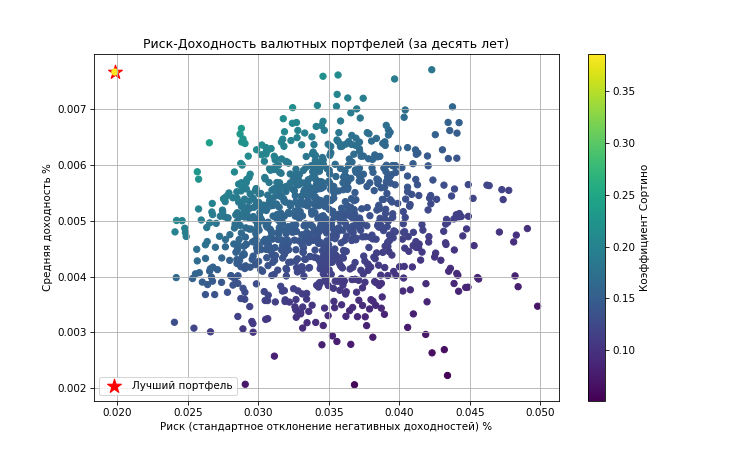 Риск-Доходность валютных портфелей (за десять лет)
Средняя доходность %
0.007
0.006
0.005
0.004
0.003
0.002
Лучший портфель
0.020 0.025 0.030 0.035 0.040 0.045 0.050
Риск (стандартное отклонение негативных доходностей) %
0.35
0.30
0.25
0.20
0.15
0.10
Коэффициент Сортино